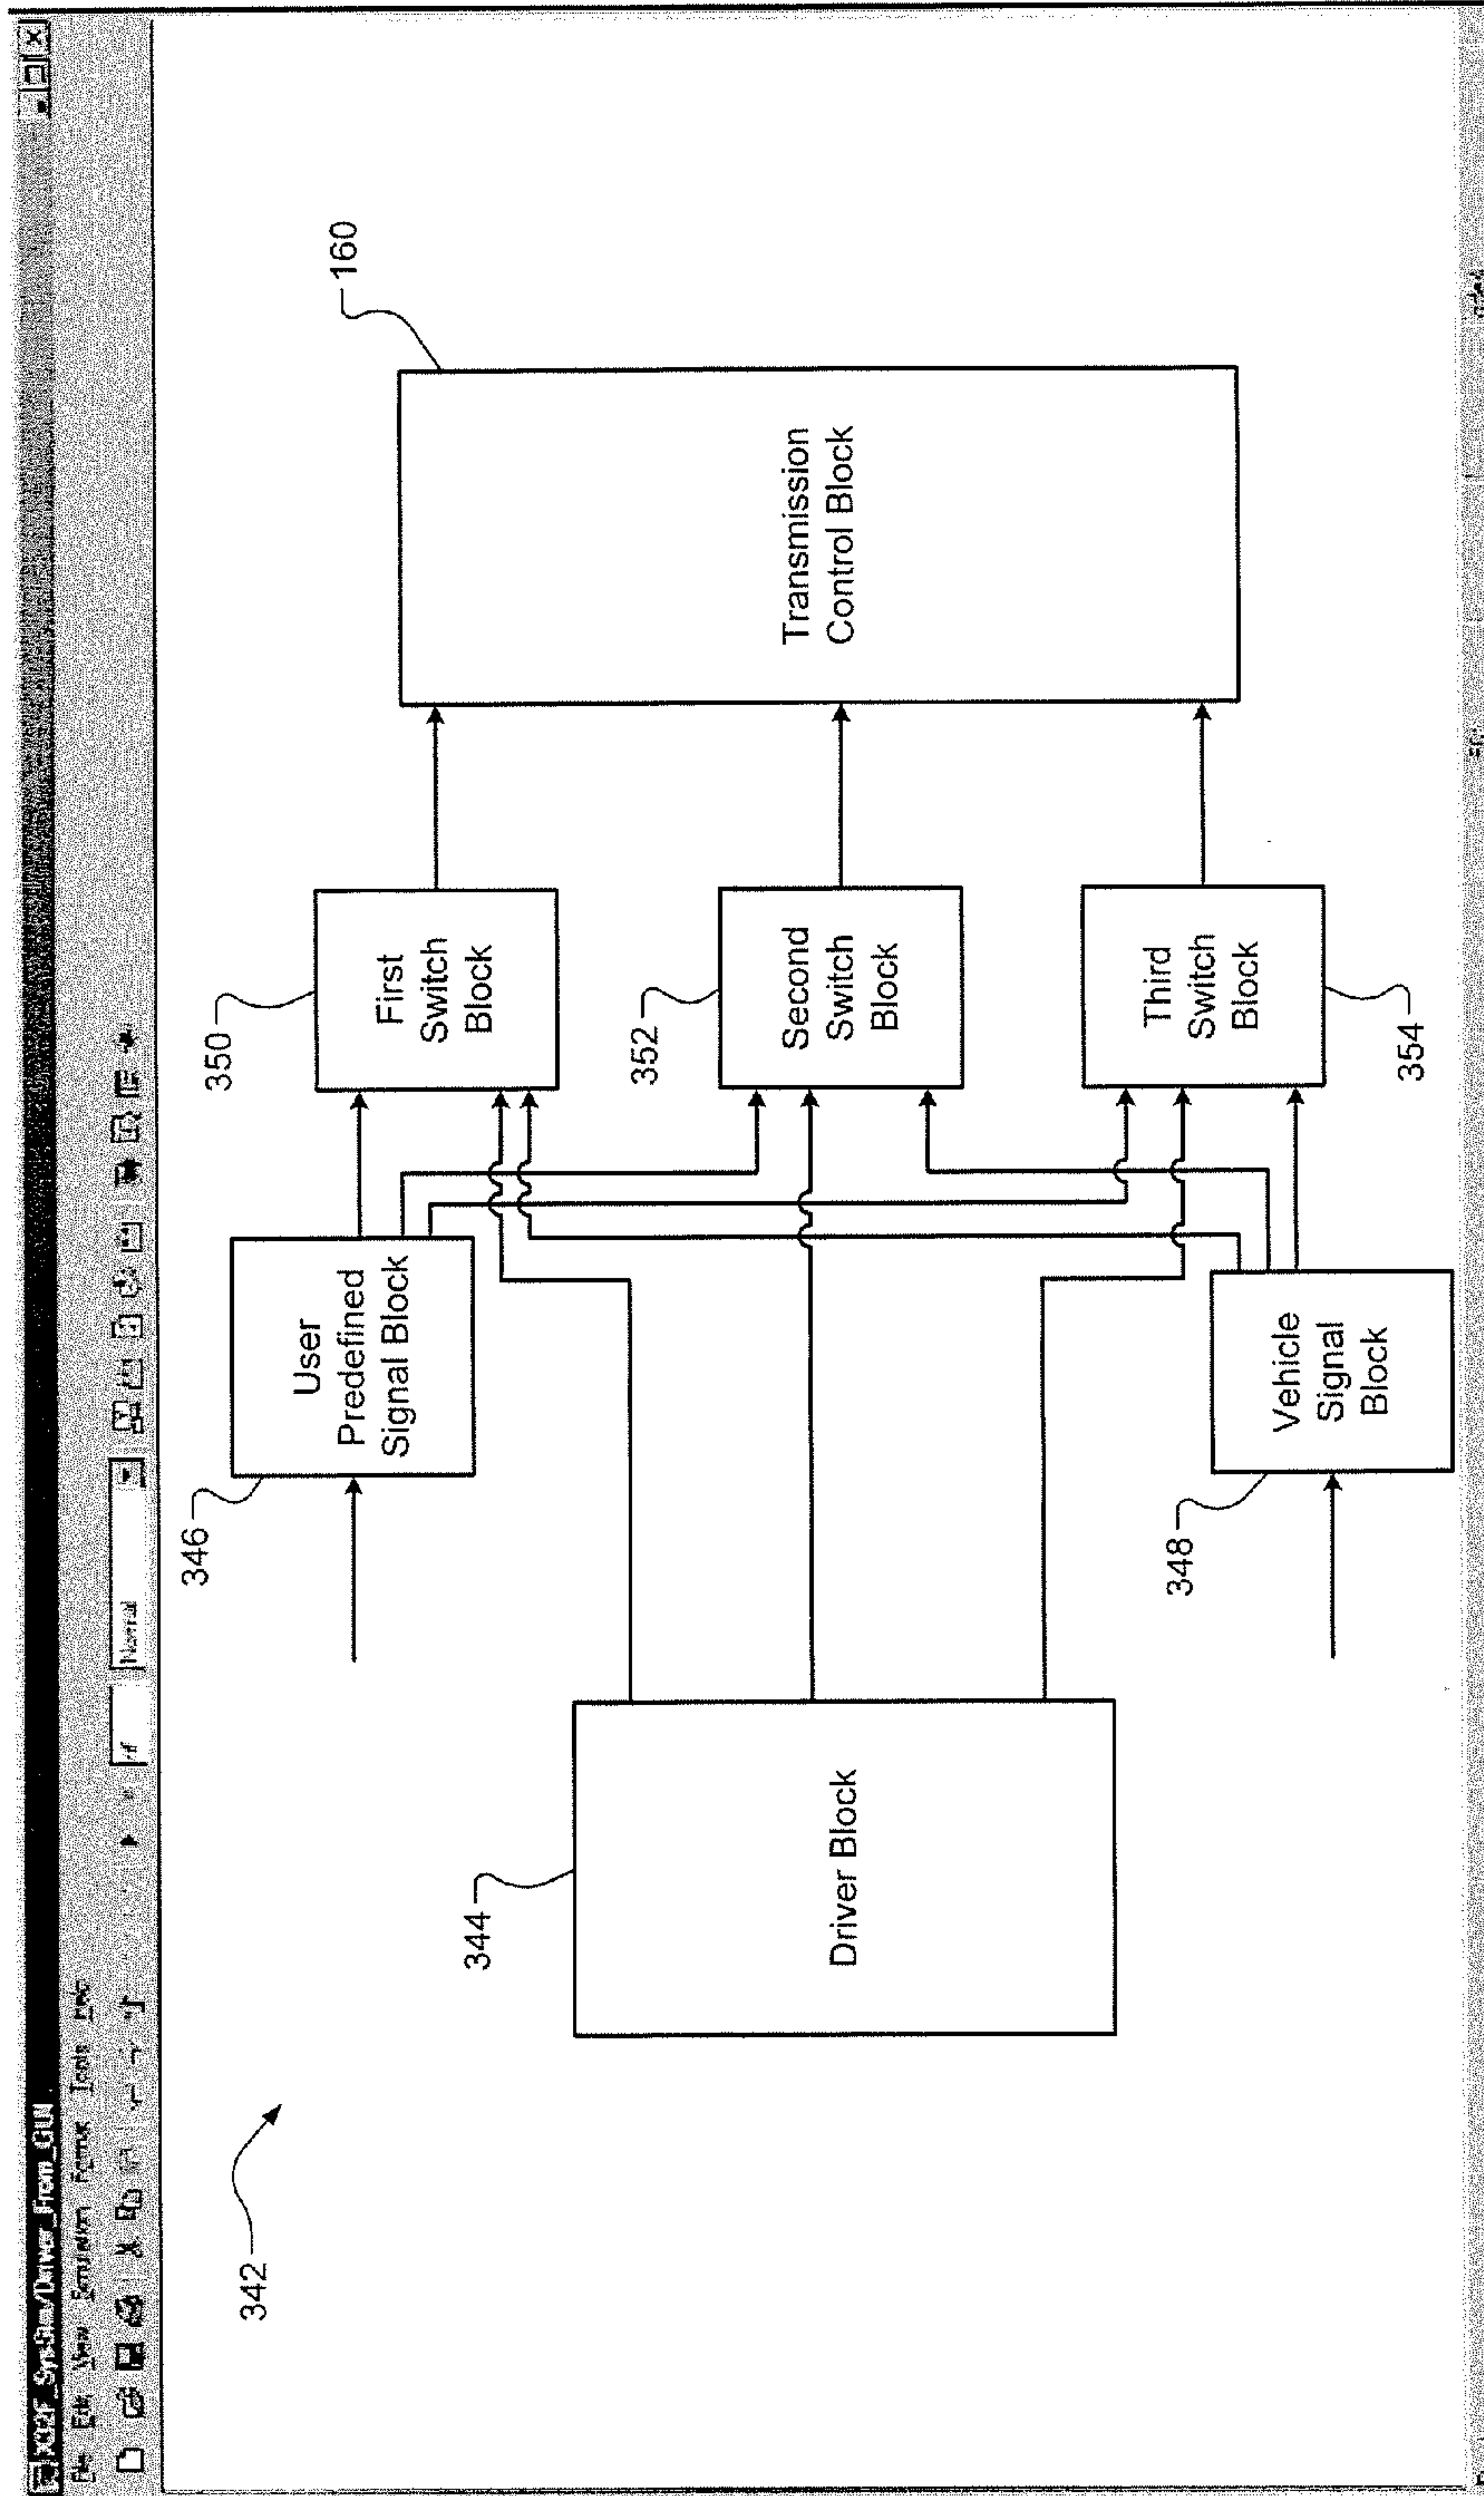 File Edit View Simulation Format Tools Help
Normal
342
344
Driver Block
346
User
Predefined
Signal Block
348
Vehicle
Signal
Block
350
First
Switch
Block
352
Second
Switch
Block
354
Third
Switch
Block
160
Transmission
Control Block